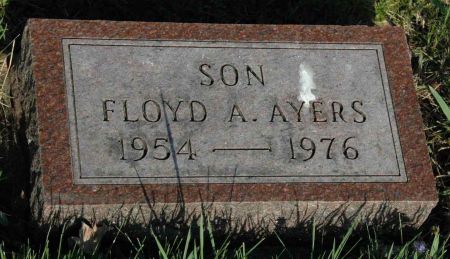 SON
FLOYD A. AYERS
1954 — 1976